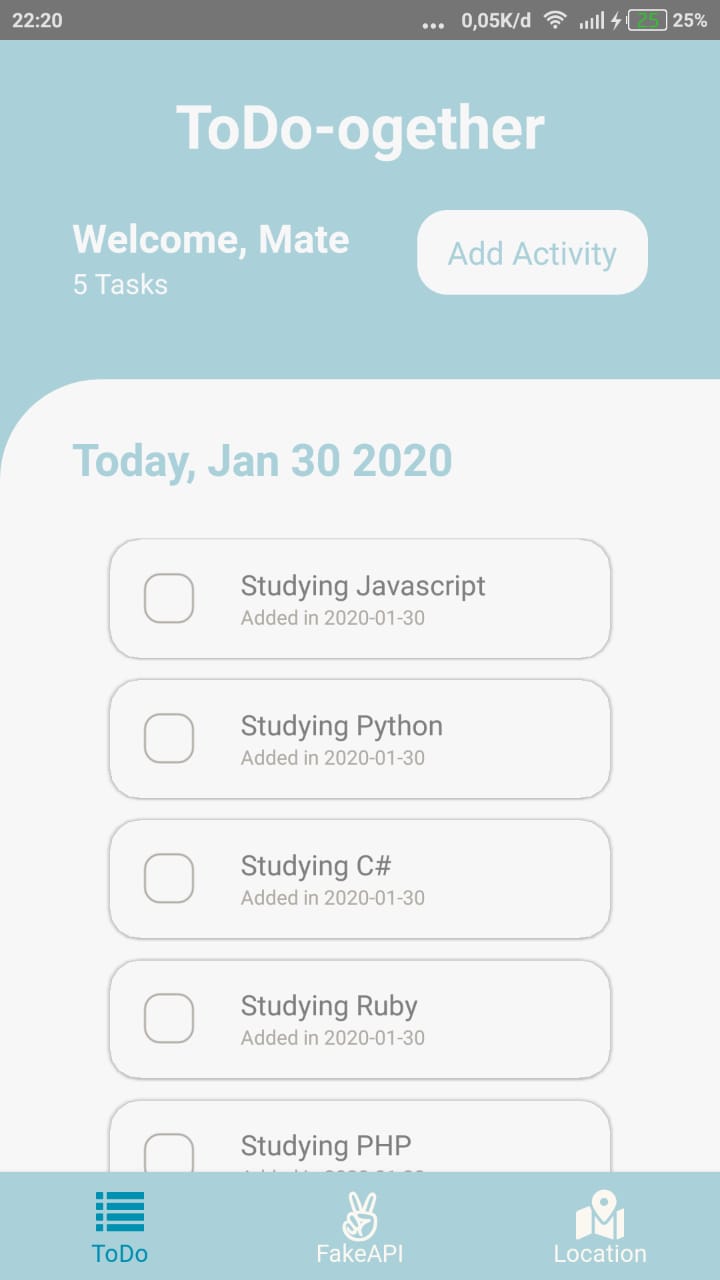 22:20 ... 0,05K/d 25 25%
ToDo-ogether
Welcome, Mate
5 Tasks
Add Activity
Today, Jan 30 2020
Studying Javascript
Added in 2020-01-30
Studying Python
Added in 2020-01-30
Studying C#
Added in 2020-01-30
Studying Ruby
Added in 2020-01-30
Studying PHP
ToDo
FakeAPI
Location